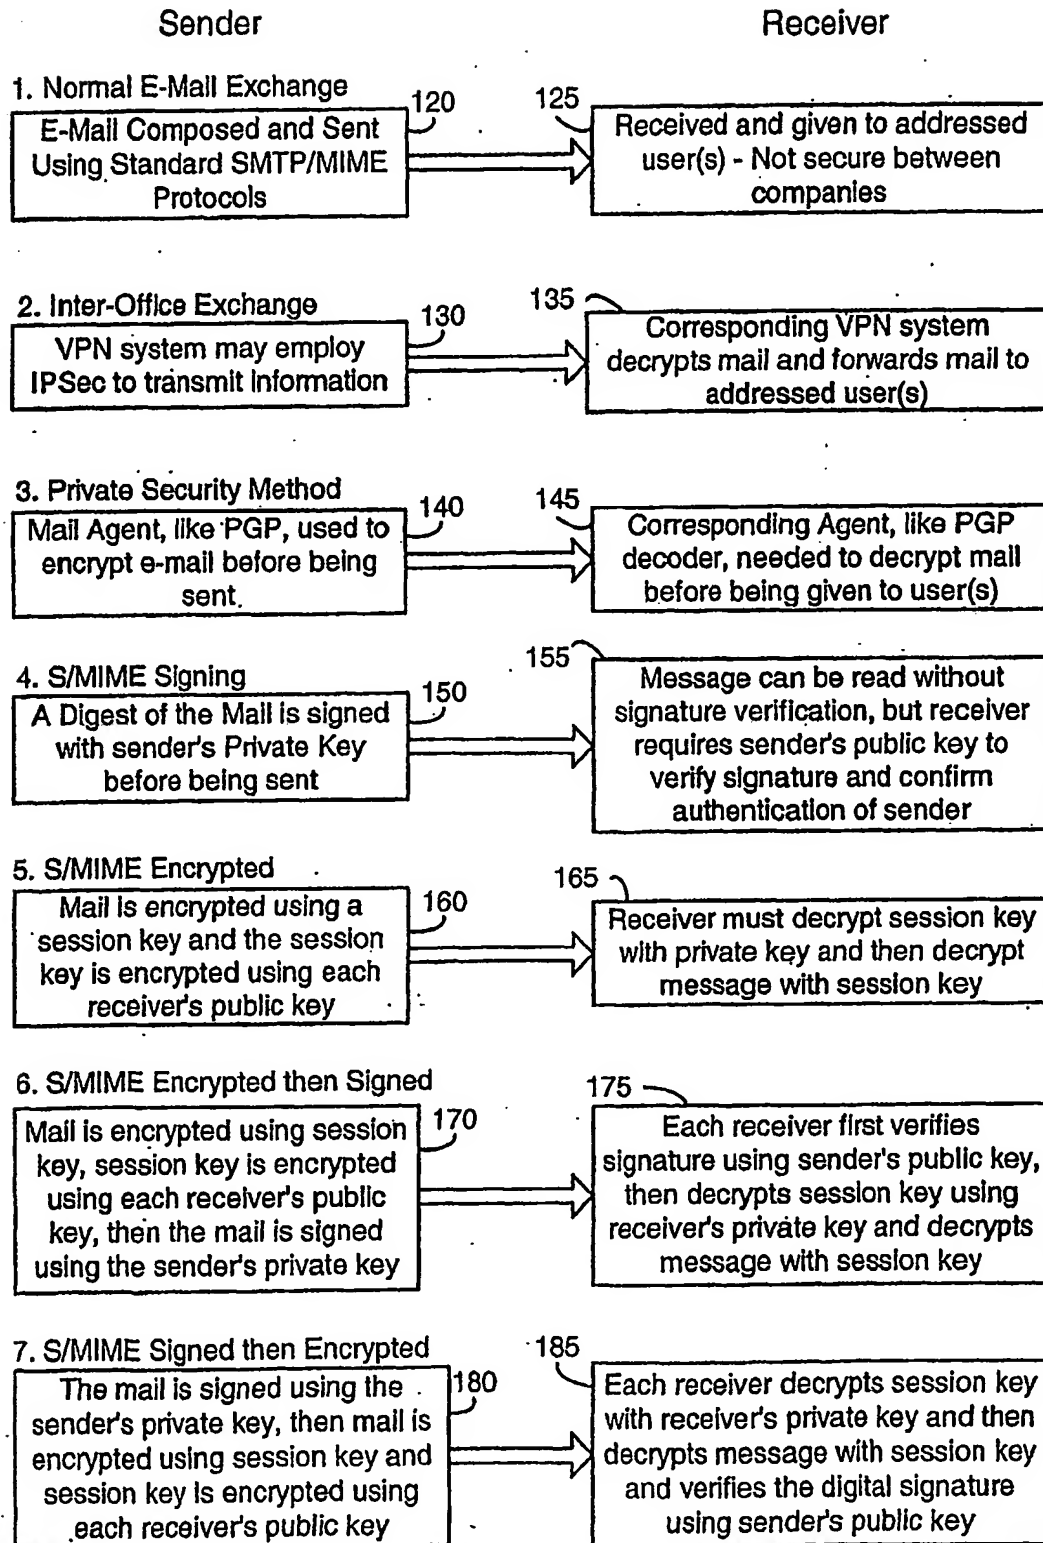 Sender
Receiver
1. Normal E-Mail Exchange
120
E-Mail Composed and Sent
Using Standard SMTP/MIME
Protocols
125
Received and given to addressed
user(s) - Not secure between
companies
2. Inter-Office Exchange
130
VPN system may employ
IPSec to transmit information
135
Corresponding VPN system
decrypts mail and forwards mail to
addressed user(s)
3. Private Security Method
140
Mail Agent, like PGP, used to
encrypt e-mail before being
sent.
145
Corresponding Agent, like PGP
decoder, needed to decrypt mail
before being given to user(s)
4. S/MIME Signing
150
A Digest of the Mail is signed
with sender's Private Key
before being sent
155
Message can be read without
signature verification, but receiver
requires sender's public key to
verify signature and confirm
authentication of sender
5. S/MIME Encrypted
160
Mail is encrypted using a
session key and the session
key is encrypted using each
receiver's public key
165
Receiver must decrypt session key
with private key and then decrypt
message with session key
6. S/MIME Encrypted then Signed
170
Mail is encrypted using session
key, session key is encrypted
using each receiver's public
key, then the mail is signed
using the sender's private key
175
Each receiver first verifies
signature using sender's public key,
then decrypts session key using
receiver's private key and decrypts
message with session key
7. S/MIME Signed then Encrypted
180
The mail is signed using the
sender's private key, then mail is
encrypted using session key and
session key is encrypted using
each receiver's public key
185
Each receiver decrypts session key
with receiver's private key and then
decrypts message with session key
and verifies the digital signature
using sender's public key